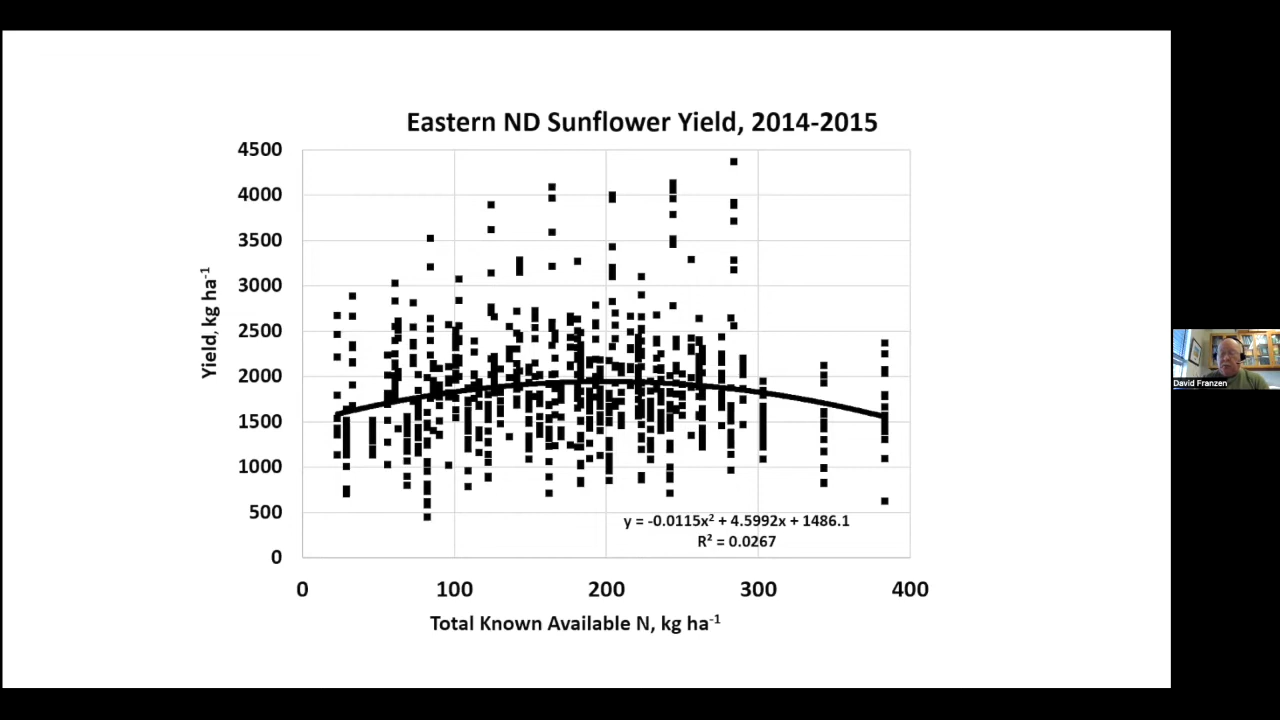 Eastern ND Sunflower Yield, 2014-2015
4500
4000
3500
3000
2500
2000
1500
1000
500
0
Yield, kg ha⁻¹
y = -0.0115x² + 4.5992x + 1486.1
R² = 0.0267
0 100 200 300 400
Total Known Available N, kg ha⁻¹
David Franzen